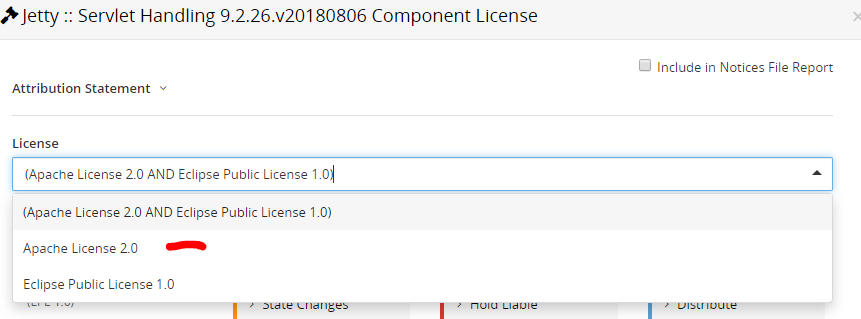 Jetty :: Servlet Handling 9.2.26.v20180806 Component License
Include in Notices File Report
Attribution Statement
License
(Apache License 2.0 AND Eclipse Public License 1.0)
(Apache License 2.0 AND Eclipse Public License 1.0)
Apache License 2.0
Eclipse Public License 1.0
(EPL 1.0) State Changes Hold Liable Distribute